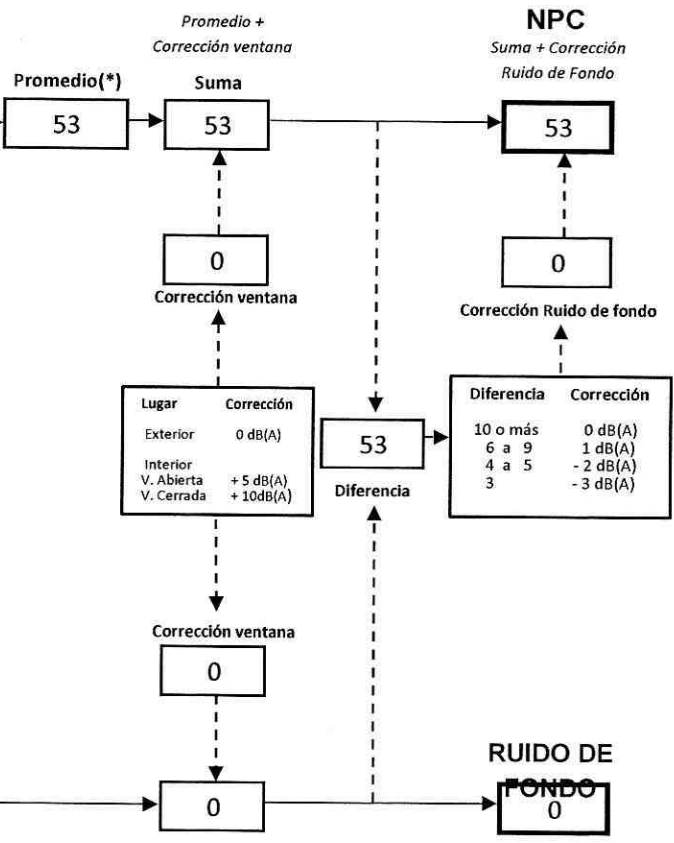 Promedio +
Corrección ventana
NPC
Suma + Corrección
Ruido de Fondo
Promedio(*)
Suma
53
53
53
0
Corrección ventana
0
Corrección Ruido de fondo
Lugar Corrección
Exterior 0 dB(A)
Interior
V. Abierta + 5 dB(A)
V. Cerrada + 10dB(A)
53
Diferencia
Diferencia Corrección
10 o más 0 dB(A)
6 a 9 1 dB(A)
4 a 5 - 2 dB(A)
3 - 3 dB(A)
Corrección ventana
0
0
RUIDO DE
FONDO
0